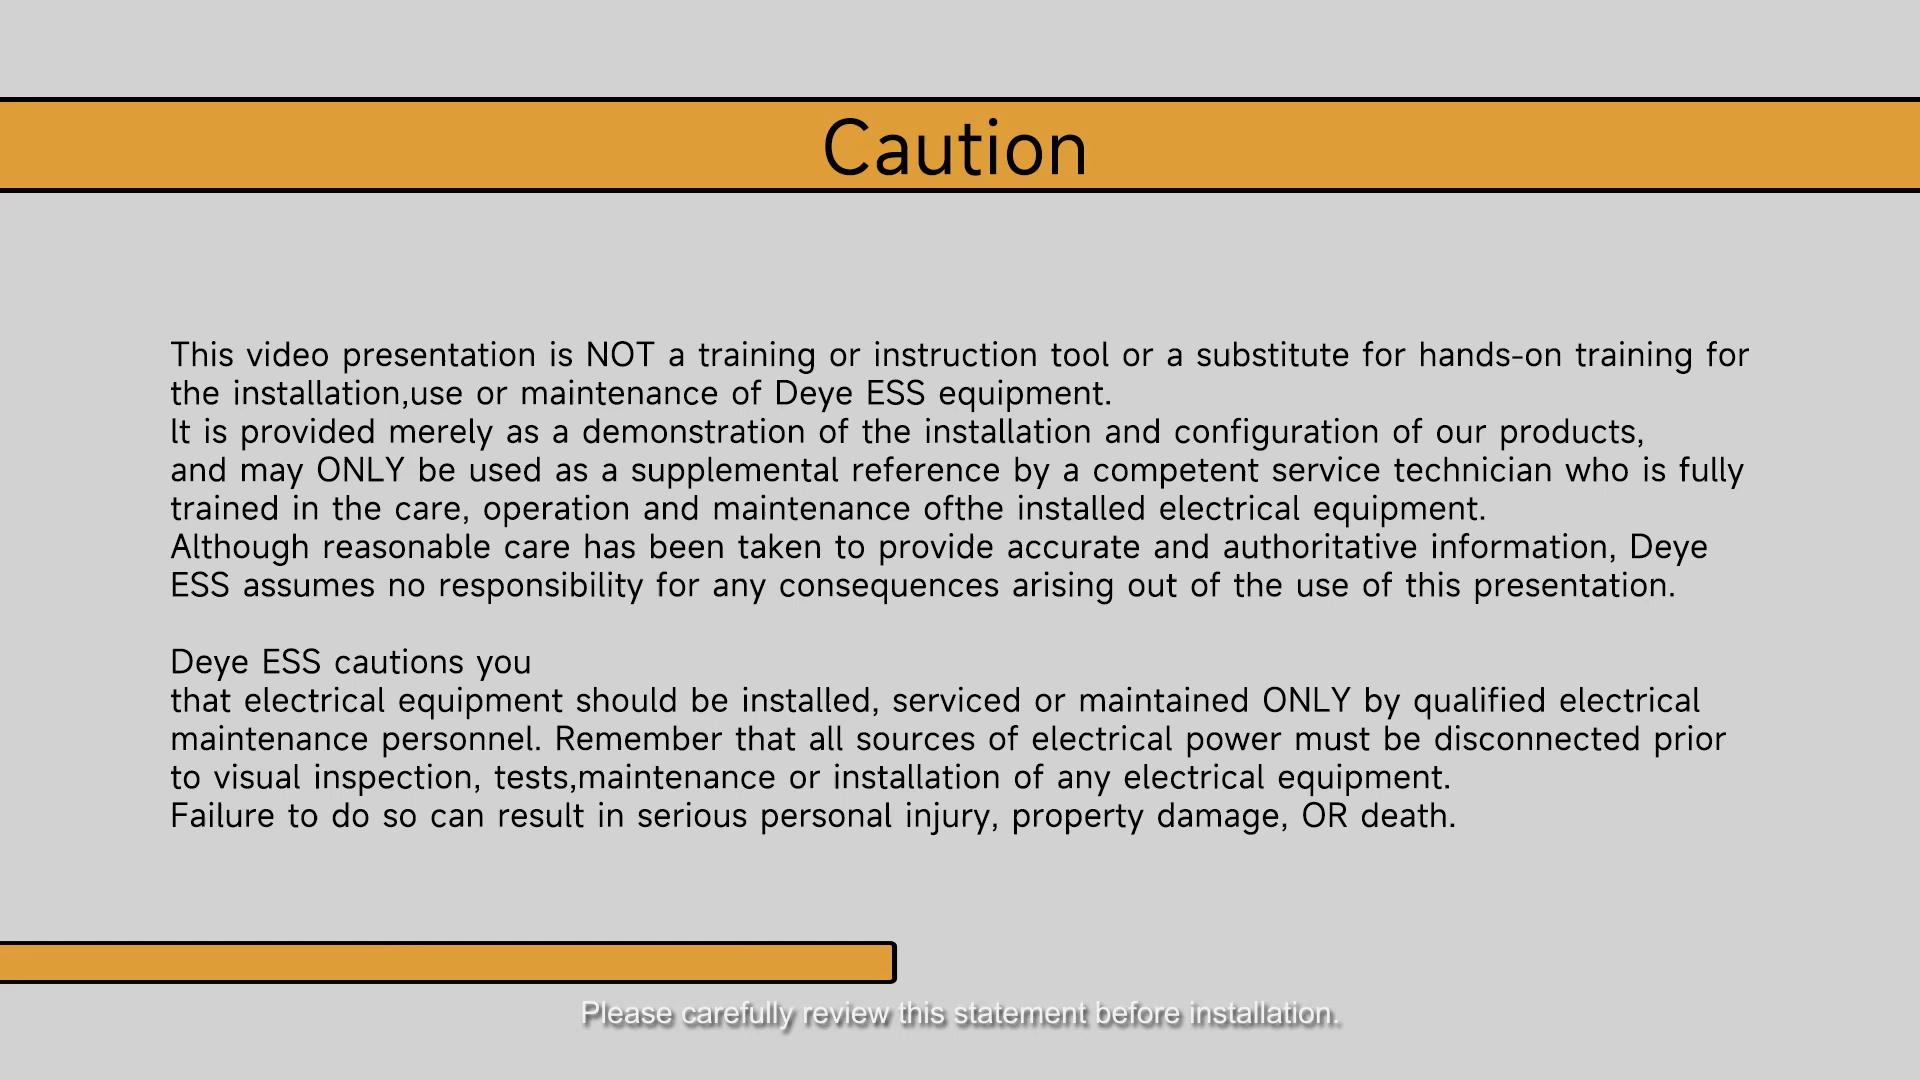 Caution
This video presentation is NOT a training or instruction tool or a substitute for hands-on training for
the installation,use or maintenance of Deye ESS equipment.
lt is provided merely as a demonstration of the installation and configuration of our products,
and may ONLY be used as a supplemental reference by a competent service technician who is fully
trained in the care, operation and maintenance ofthe installed electrical equipment.
Although reasonable care has been taken to provide accurate and authoritative information, Deye
ESS assumes no responsibility for any consequences arising out of the use of this presentation.
Deye ESS cautions you
that electrical equipment should be installed, serviced or maintained ONLY by qualified electrical
maintenance personnel. Remember that all sources of electrical power must be disconnected prior
to visual inspection, tests,maintenance or installation of any electrical equipment.
Failure to do so can result in serious personal injury, property damage, OR death.
Please carefully review this statement before installation.